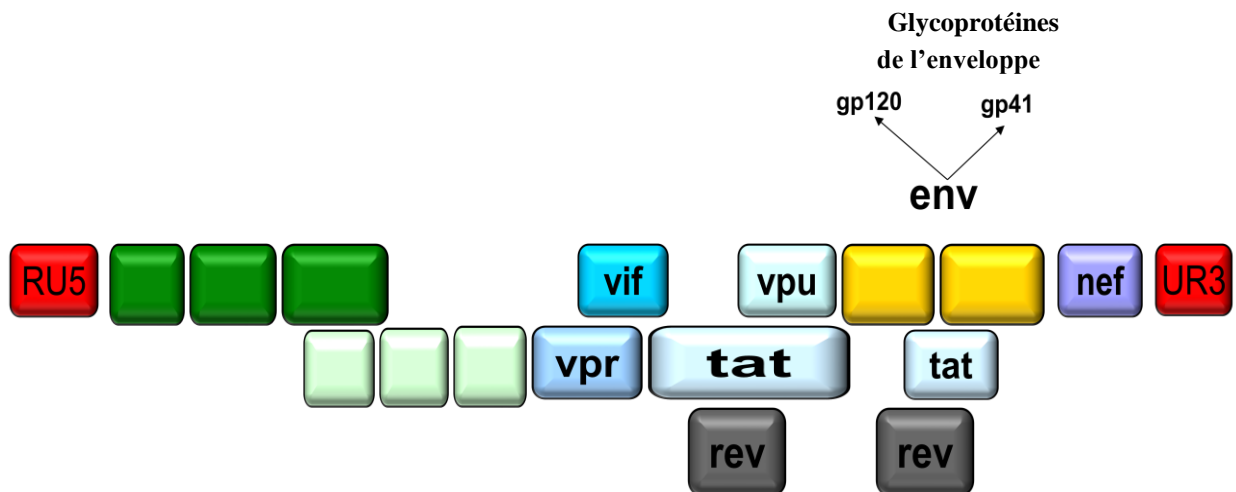 Glycoprotéines
de l’enveloppe
gp120 gp41
env
RU5 vif vpu nef UR3
vpr tat tat
rev rev